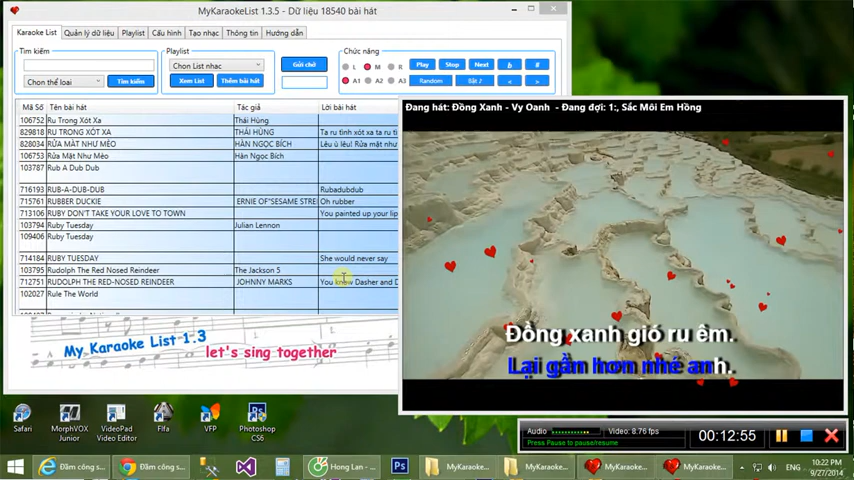 MyKaraokeList 1.3.5 - Dữ liệu 18540 bài hát
Karaoke List Quản lý dữ liệu Playlist Cấu hình Tạo nhạc Thông tin Hướng dẫn
Tìm kiếm Playlist Chức năng
Chọn List nhac Gửi chờ L M R Play Stop Next b #
Chọn thể loại Tìm kiếm Xem List Thêm bài hát A1 A2 A3 Random Bật ♪ < >
Mã Số Tên bài hát Tác giả Lời bài hát
106752 Ru Trong Xót Xa Thái Hùng
829818 RU TRONG XÓT XA THÁI HÙNG Ta ru tình xót xa ta ru t
828034 RỬA MẶT NHƯ MÈO HÀN NGỌC BÍCH Lêu ù lêu! Rửa mặt như
106753 Rửa Mặt Như Mèo Hàn Ngọc Bích
103787 Rub A Dub Dub
716193 RUB-A-DUB-DUB Rubadubdub
715761 RUBBER DUCKIE ERNIE OF"SESAME STRE Oh rubber
713106 RUBY DON'T TAKE YOUR LOVE TO TOWN You painted up your lip
103794 Ruby Tuesday Julian Lennon
109406 Ruby Tuesday
714184 RUBY TUESDAY She would never say
103795 Rudolph The Red Nosed Reindeer The Jackson 5
712751 RUDOLPH THE RED-NOSED REINDEER JOHNNY MARKS You know Dasher and D
102027 Rule The World
My Karaoke List 1.3
let's sing together
Đang hát: Đồng Xanh - Vy Oanh - Đang đợi: 1:, Sắc Môi Em Hồng
Đồng xanh gió ru êm.
Lại gần hơn nhé anh.
Safari MorphVOX Junior VideoPad Video Editor FIfa VFP Photoshop CS6
Audio Video: 8.76 fps
Press Pause to pause/resume
00:12:55
Đầm công s... Đầm công s... Hong Lan - ... MyKaraoke... MyKaraoke... MyKaraoke... MyKaraoke... ENG 10:22 PM
9/27/2014